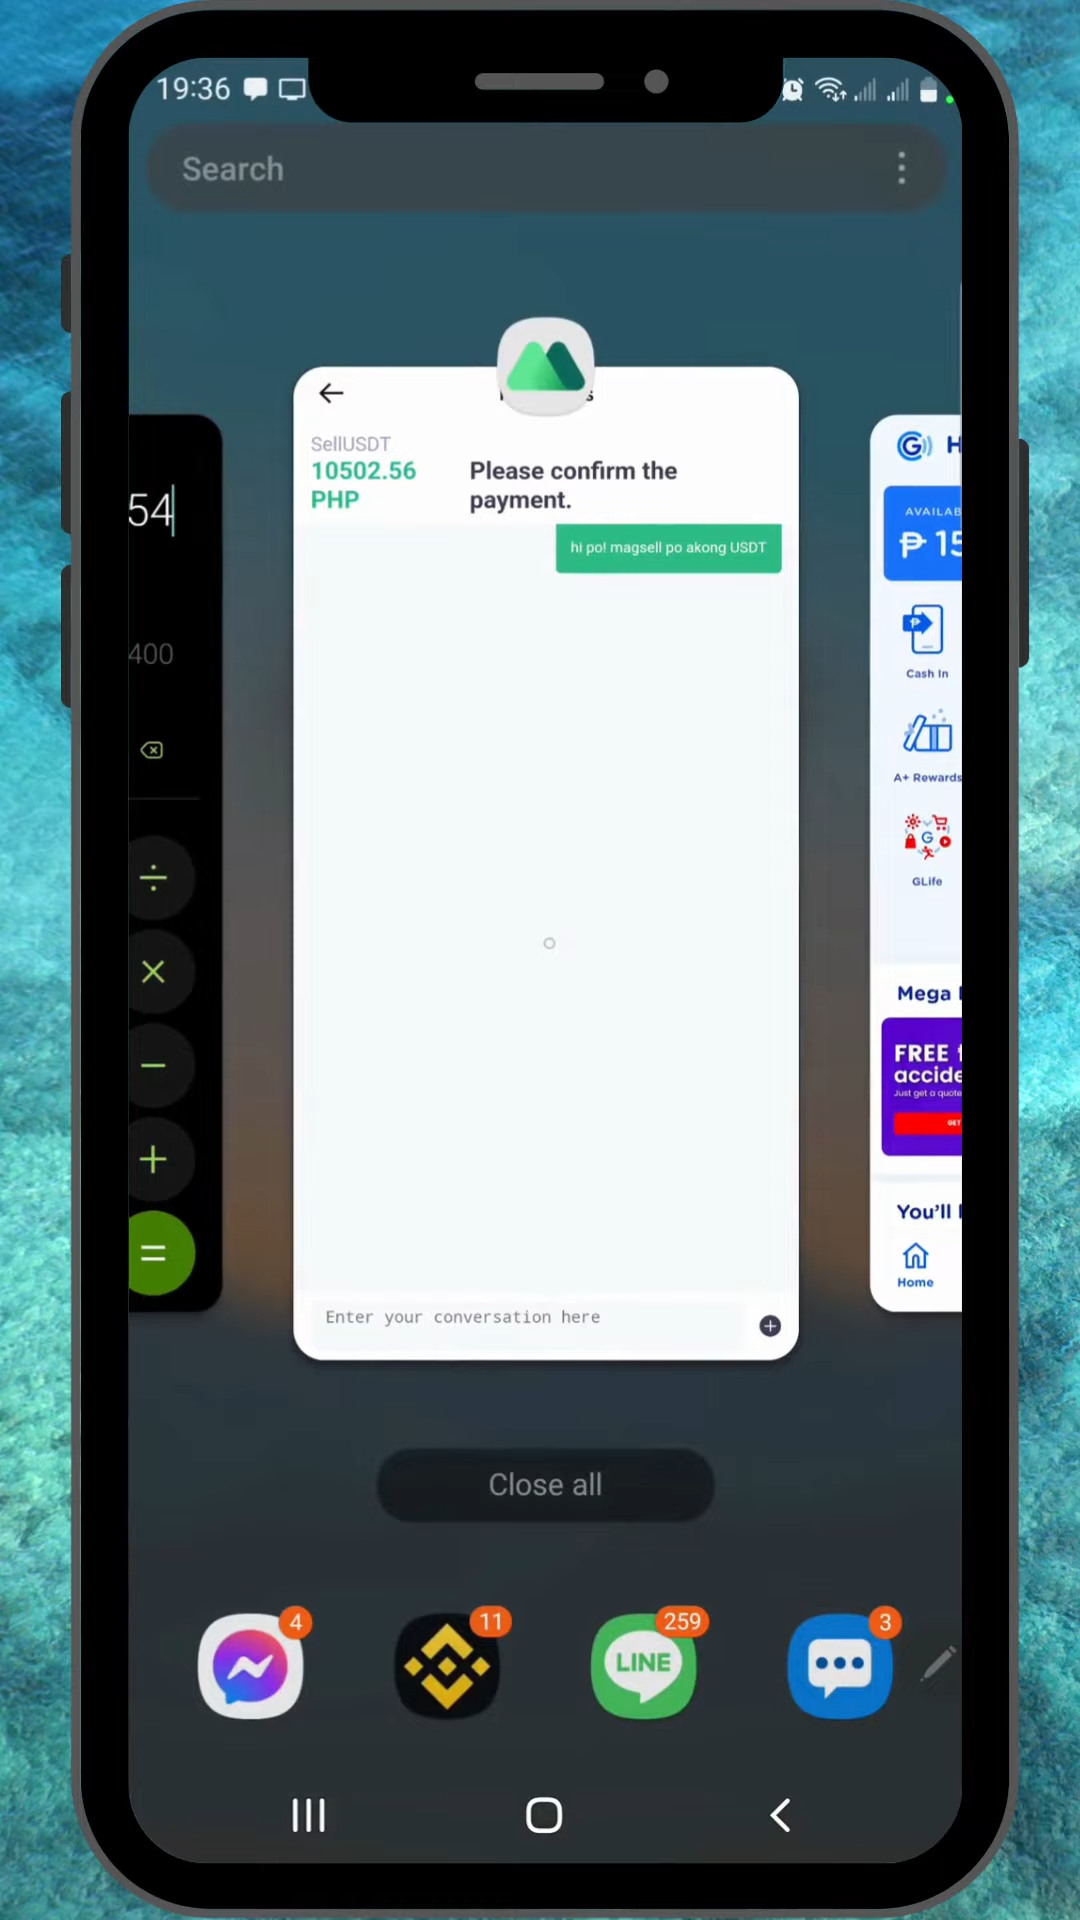 19:36
Search
SellUSDT
10502.56
PHP
Please confirm the
payment.
hi po! magsell po akong USDT
Enter your conversation here
54
400
÷
×
−
+
=
G
H
AVAILAB
₱ 15
Cash In
A+ Rewards
GLife
Mega
FREE
accide
Just get a quote
GET
You'll
Home
Close all
4
11
259
3
LINE